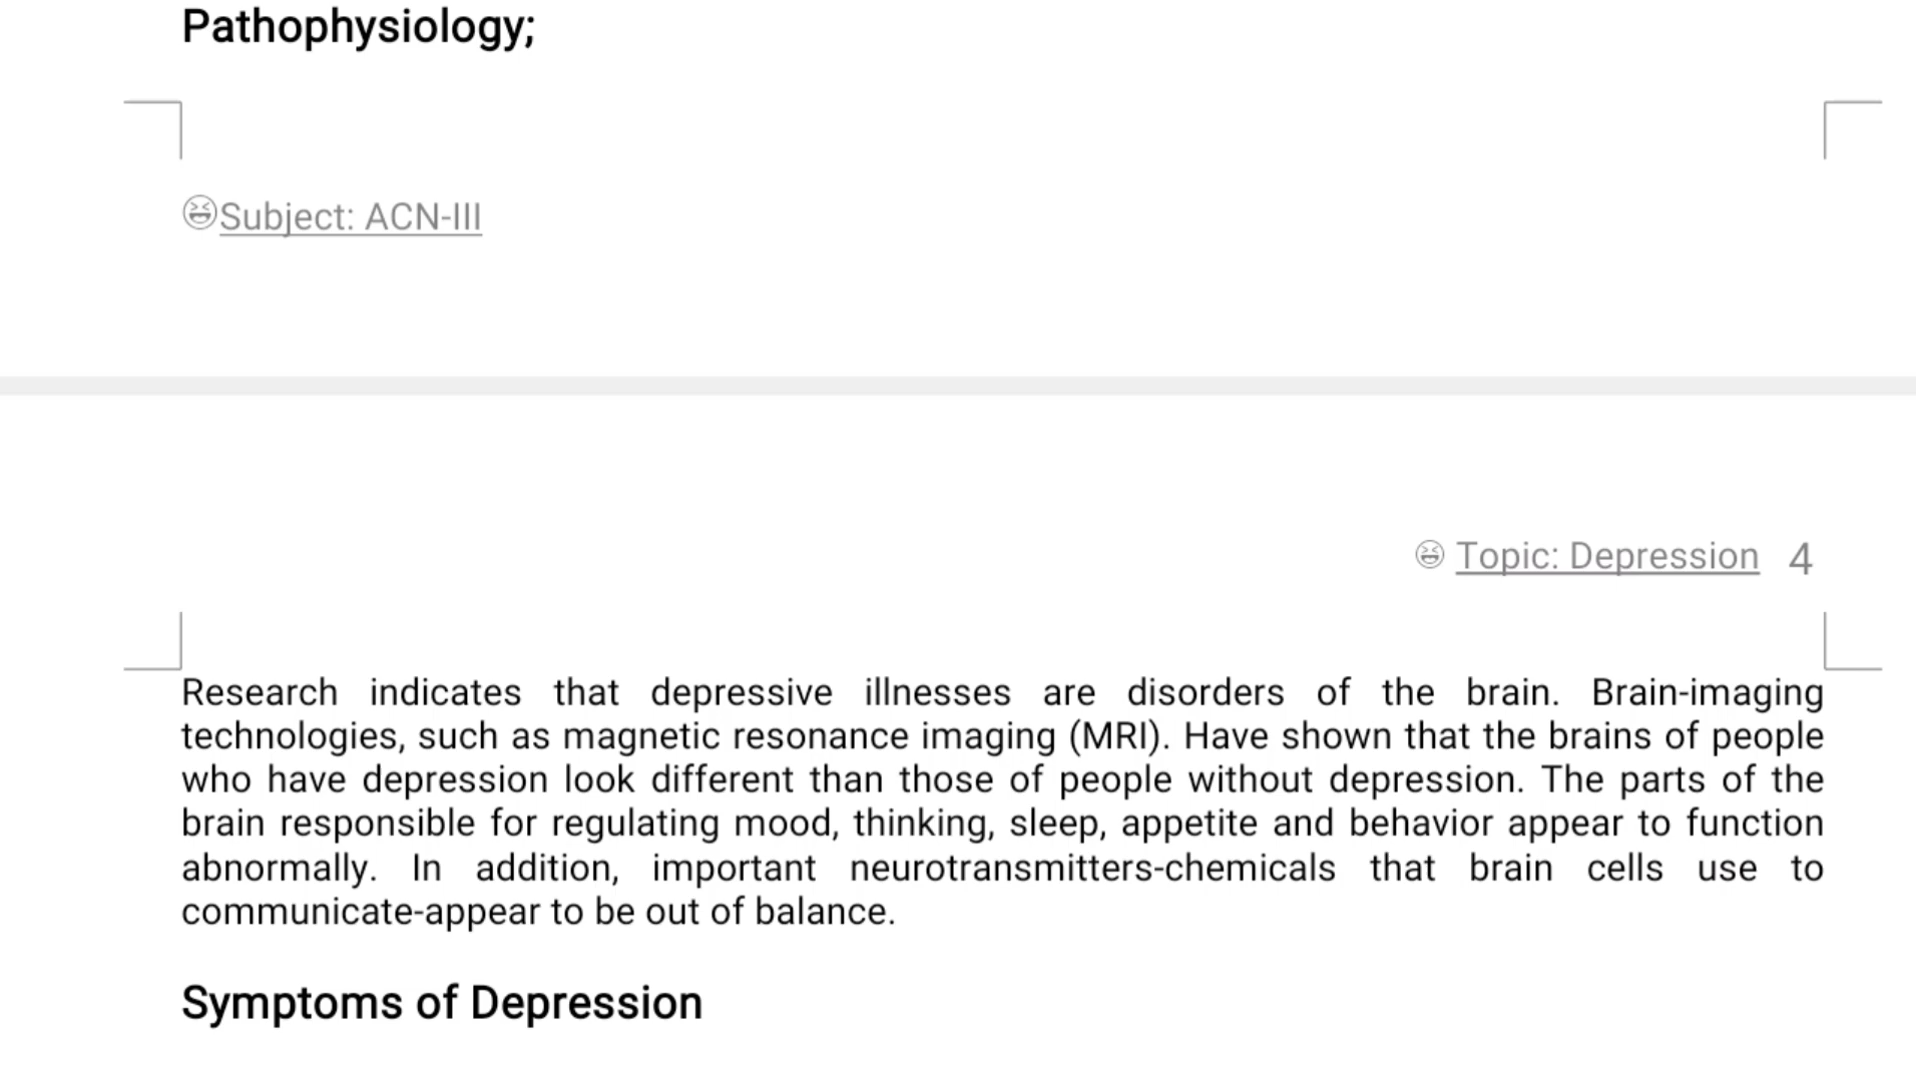 Pathophysiology;
😆Subject: ACN-III
😆 Topic: Depression 4
Research indicates that depressive illnesses are disorders of the brain. Brain-imaging
technologies, such as magnetic resonance imaging (MRI). Have shown that the brains of people
who have depression look different than those of people without depression. The parts of the
brain responsible for regulating mood, thinking, sleep, appetite and behavior appear to function
abnormally. In addition, important neurotransmitters-chemicals that brain cells use to
communicate-appear to be out of balance.
Symptoms of Depression